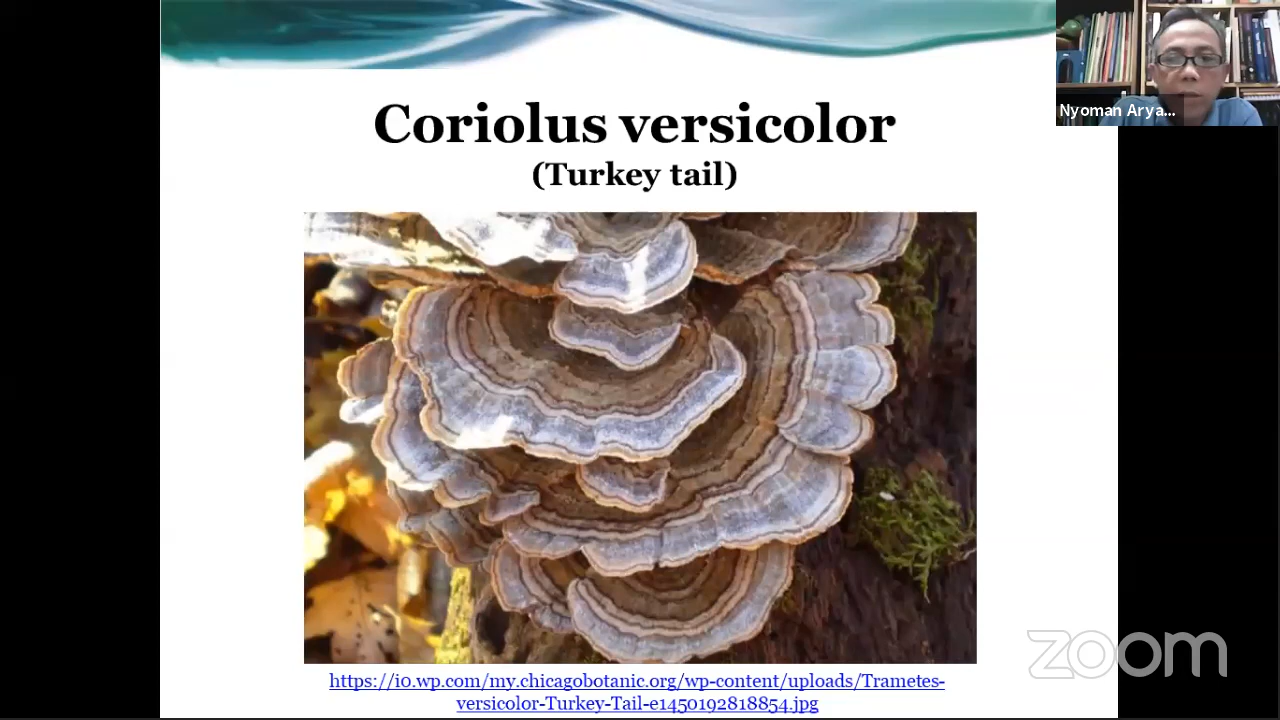 Coriolus versicolor
(Turkey tail)
Nyoman Arya...
https://i0.wp.com/my.chicagobotanic.org/wp-content/uploads/Trametes-
versicolor-Turkey-Tail-e1450192818854.jpg
zoom